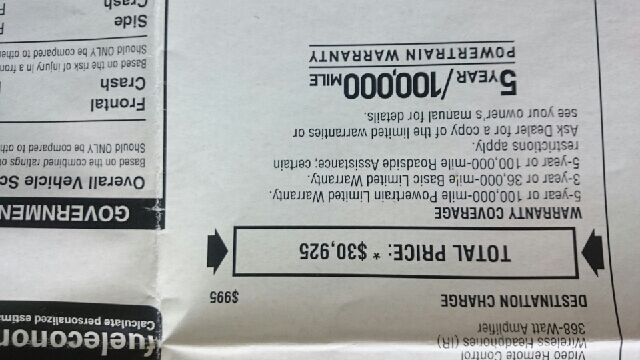 Video Remote Control
Wireless Headphones (IR)
368-Watt Amplifier
DESTINATION CHARGE $995
TOTAL PRICE: * $30,925
WARRANTY COVERAGE
5-year or 100,000-mile Powertrain Limited Warranty.
3-year or 36,000-mile Basic Limited Warranty.
5-year or 100,000-mile Roadside Assistance; certain
restrictions apply.
Ask Dealer for a copy of the limited warranties or
see your owner's manual for details.
5 YEAR/100,000 MILE
POWERTRAIN WARRANTY
fuelecono
Calculate personalized estima
GOVERNMEN
Overall Vehicle Sc
Based on the combined ratings o
Should ONLY be compared to oth
Frontal
Crash
Based on the risk of injury in a fron
Should ONLY be compared to othe
Side
Crash